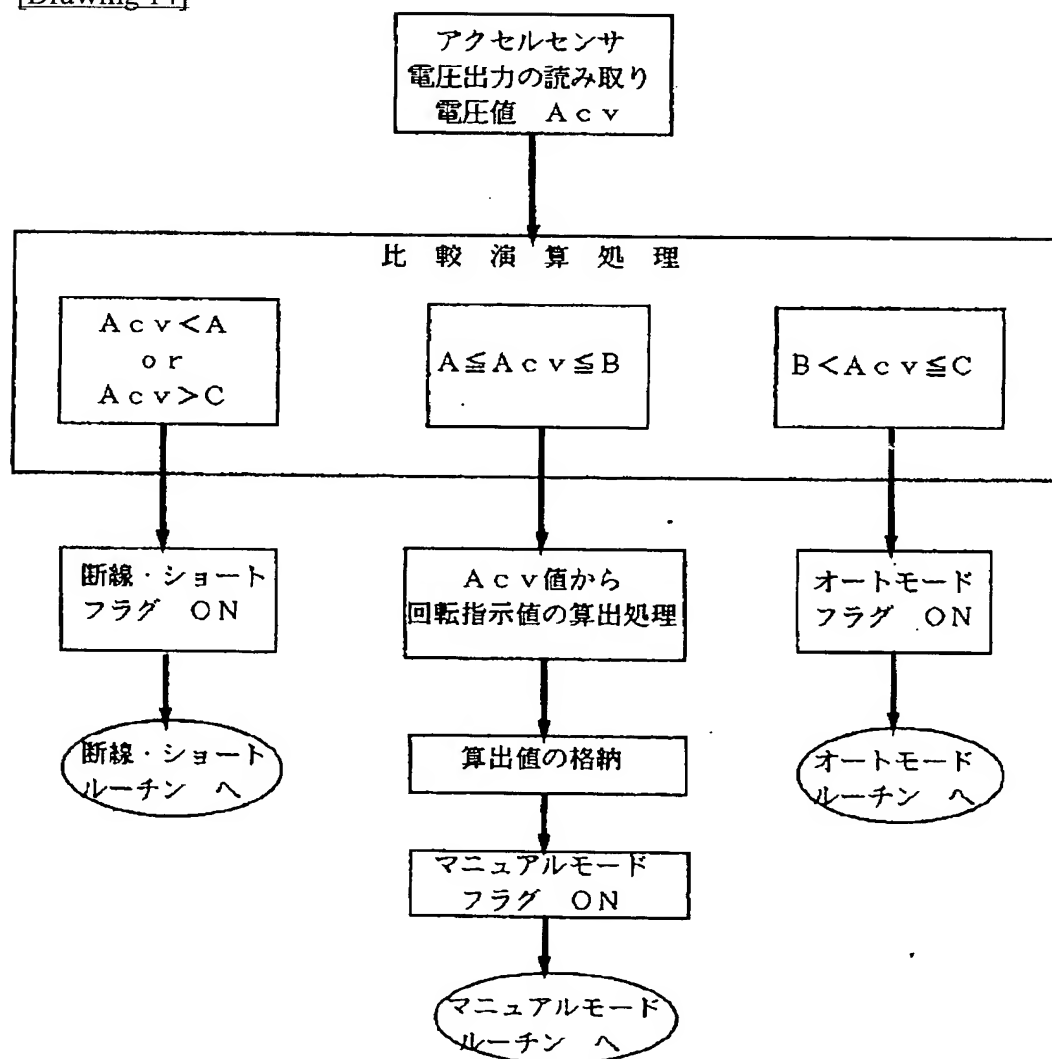 [Drawing 14]
アクセルセンサ
電圧出力の読み取り
電圧値 Acv
比較演算処理
Acv<A
or
Acv>C
A≦Acv≦B
B<Acv≦C
断線・ショート
フラグ ON
Acv値から
回転指示値の算出処理
オートモード
フラグ ON
断線・ショート
ルーチン へ
算出値の格納
オートモード
ルーチン へ
マニュアルモード
フラグ ON
マニュアルモード
ルーチン へ